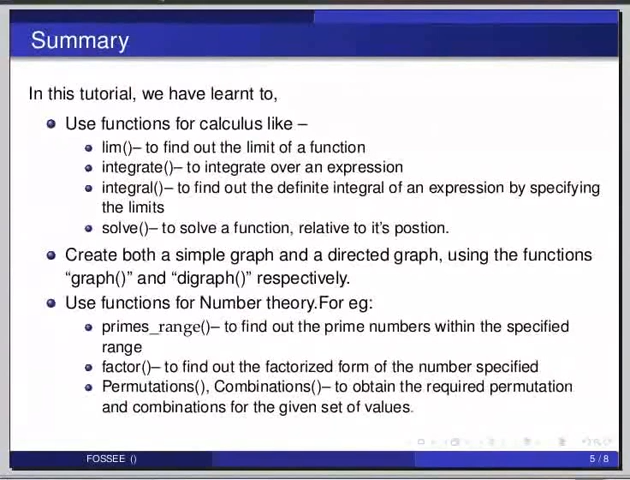 Summary
In this tutorial, we have learnt to,
Use functions for calculus like –
lim()– to find out the limit of a function
integrate()– to integrate over an expression
integral()– to find out the definite integral of an expression by specifying
the limits
solve()– to solve a function, relative to it's postion.
Create both a simple graph and a directed graph, using the functions
“graph()” and “digraph()” respectively.
Use functions for Number theory.For eg:
primes_range()– to find out the prime numbers within the specified
range
factor()– to find out the factorized form of the number specified
Permutations(), Combinations()– to obtain the required permutation
and combinations for the given set of values.
FOSSEE ()
5 / 8